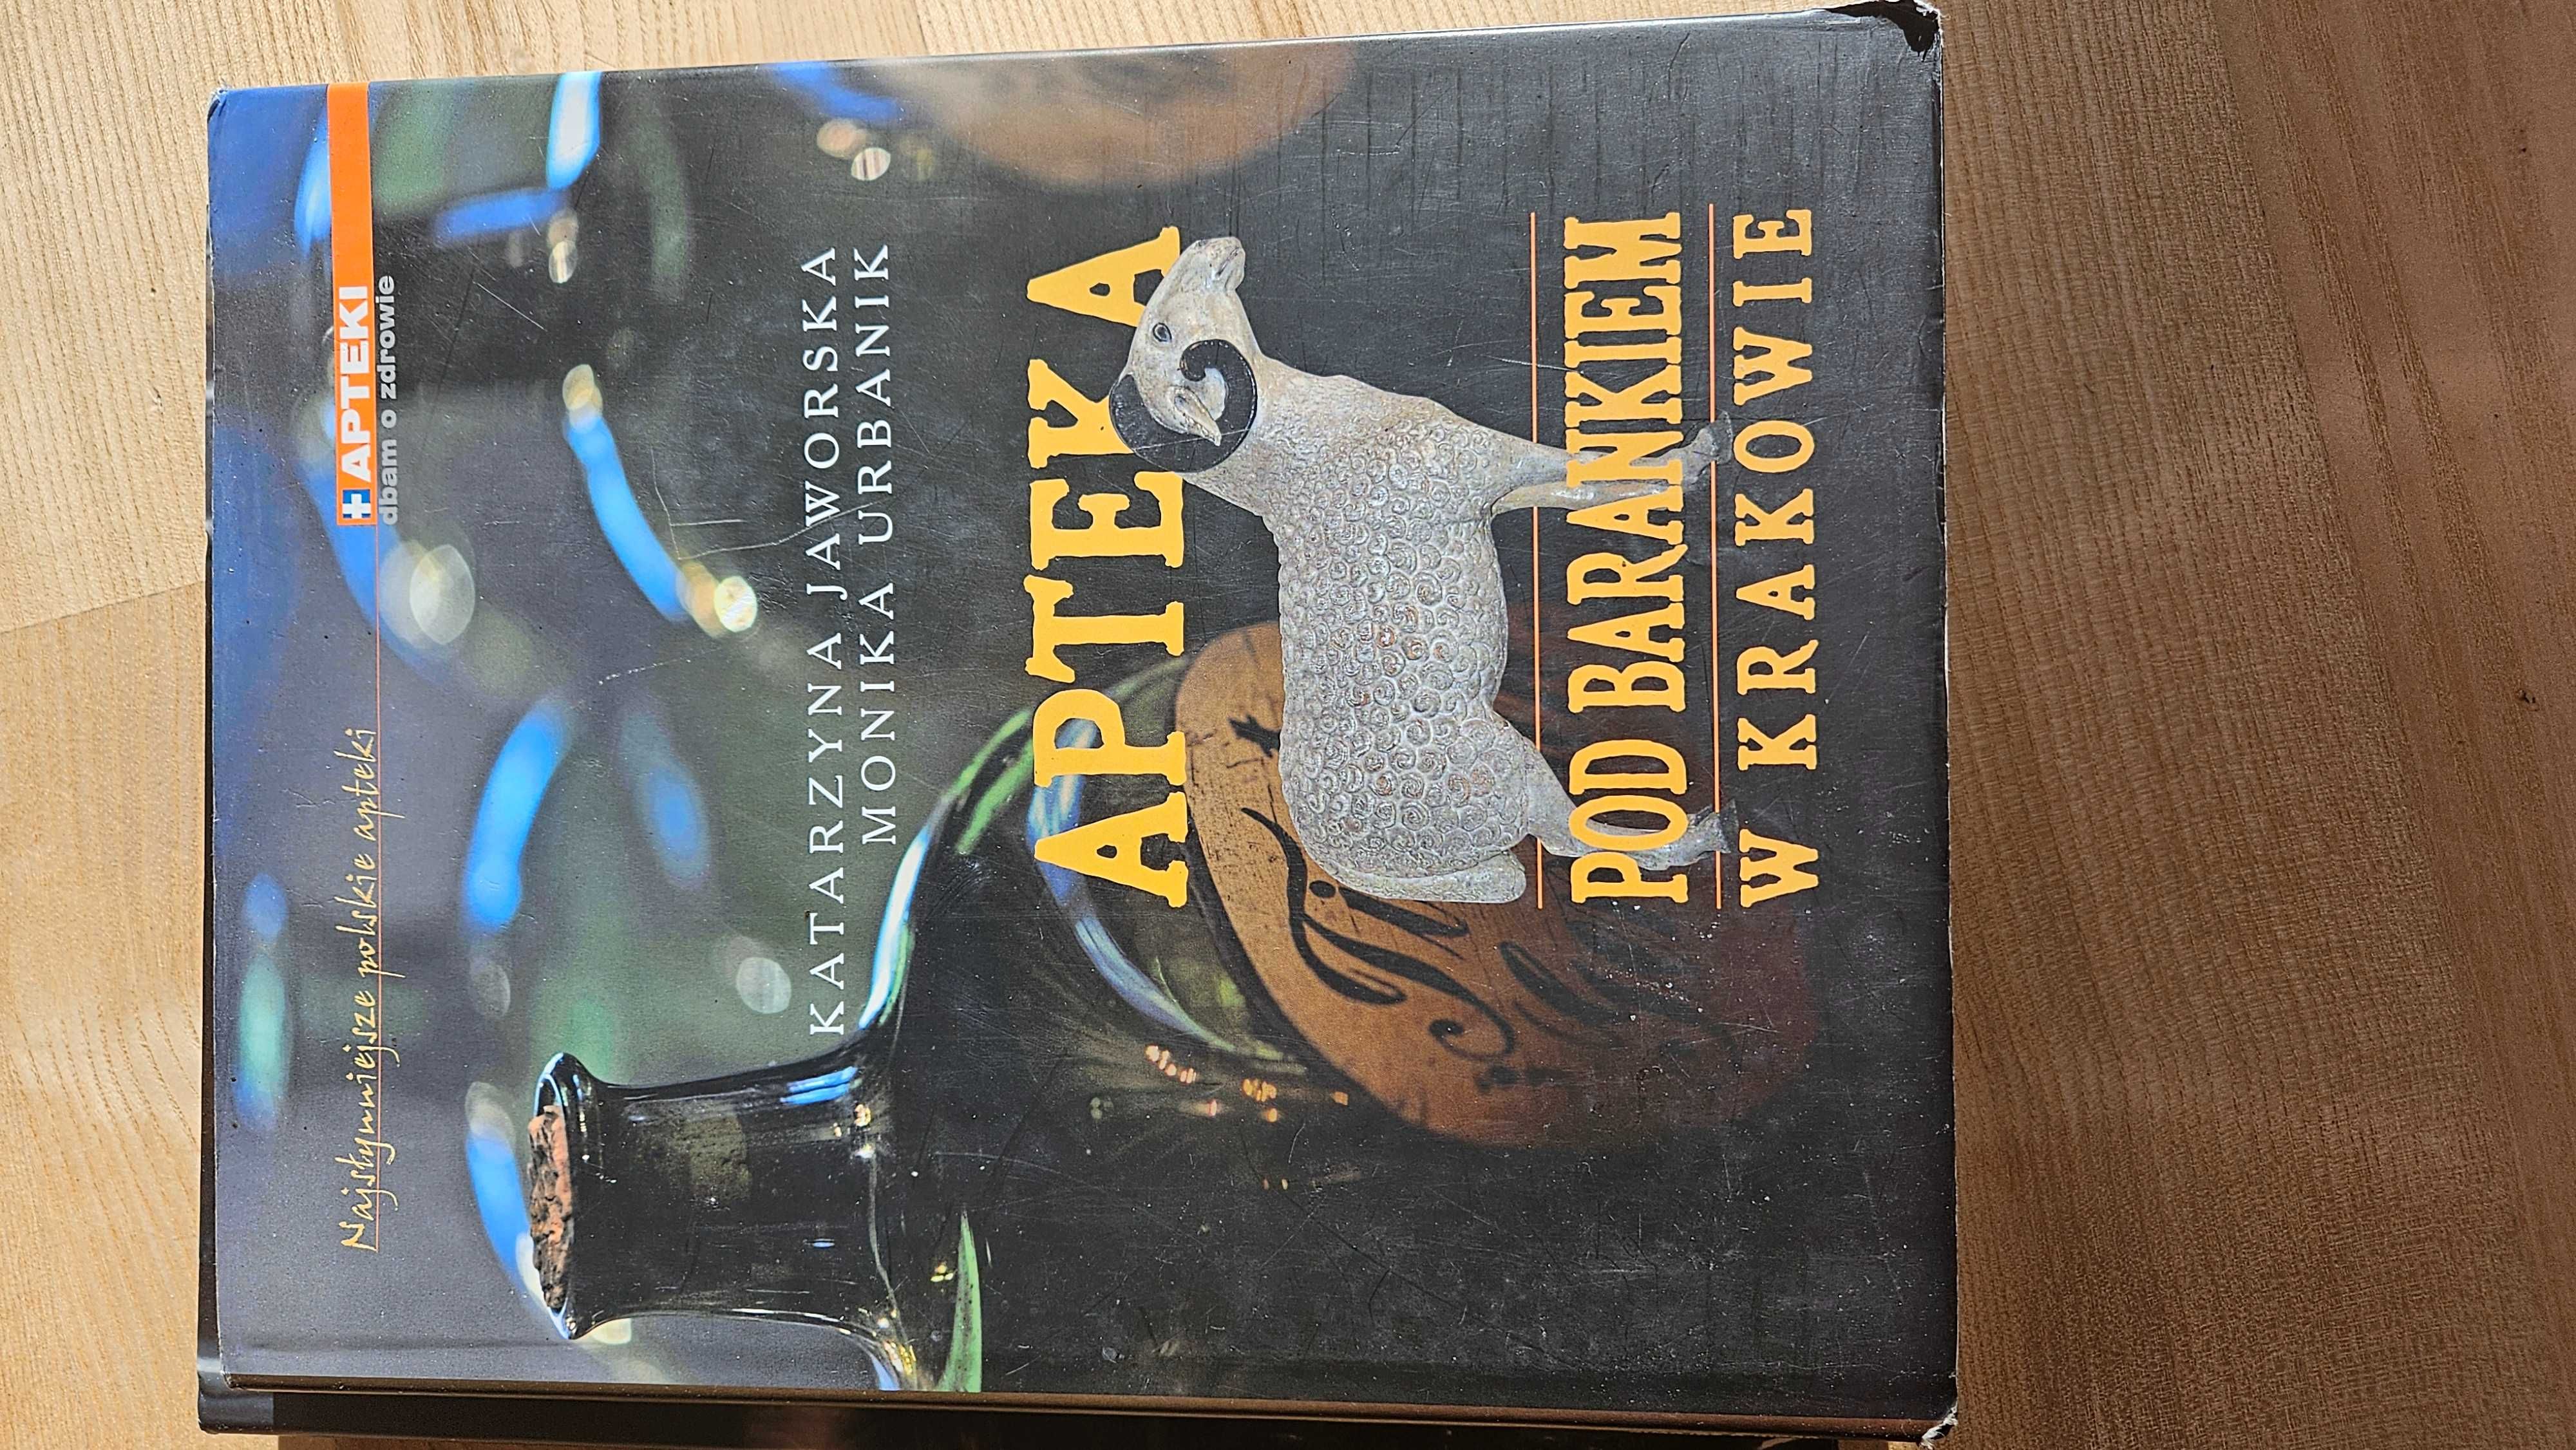 Najsłynniejsze polskie apteki
APTEKI
dbam o zdrowie
KATARZYNA JAWORSKA
MONIKA URBANIK
APTEKA
POD BARANKIEM
W KRAKOWIE